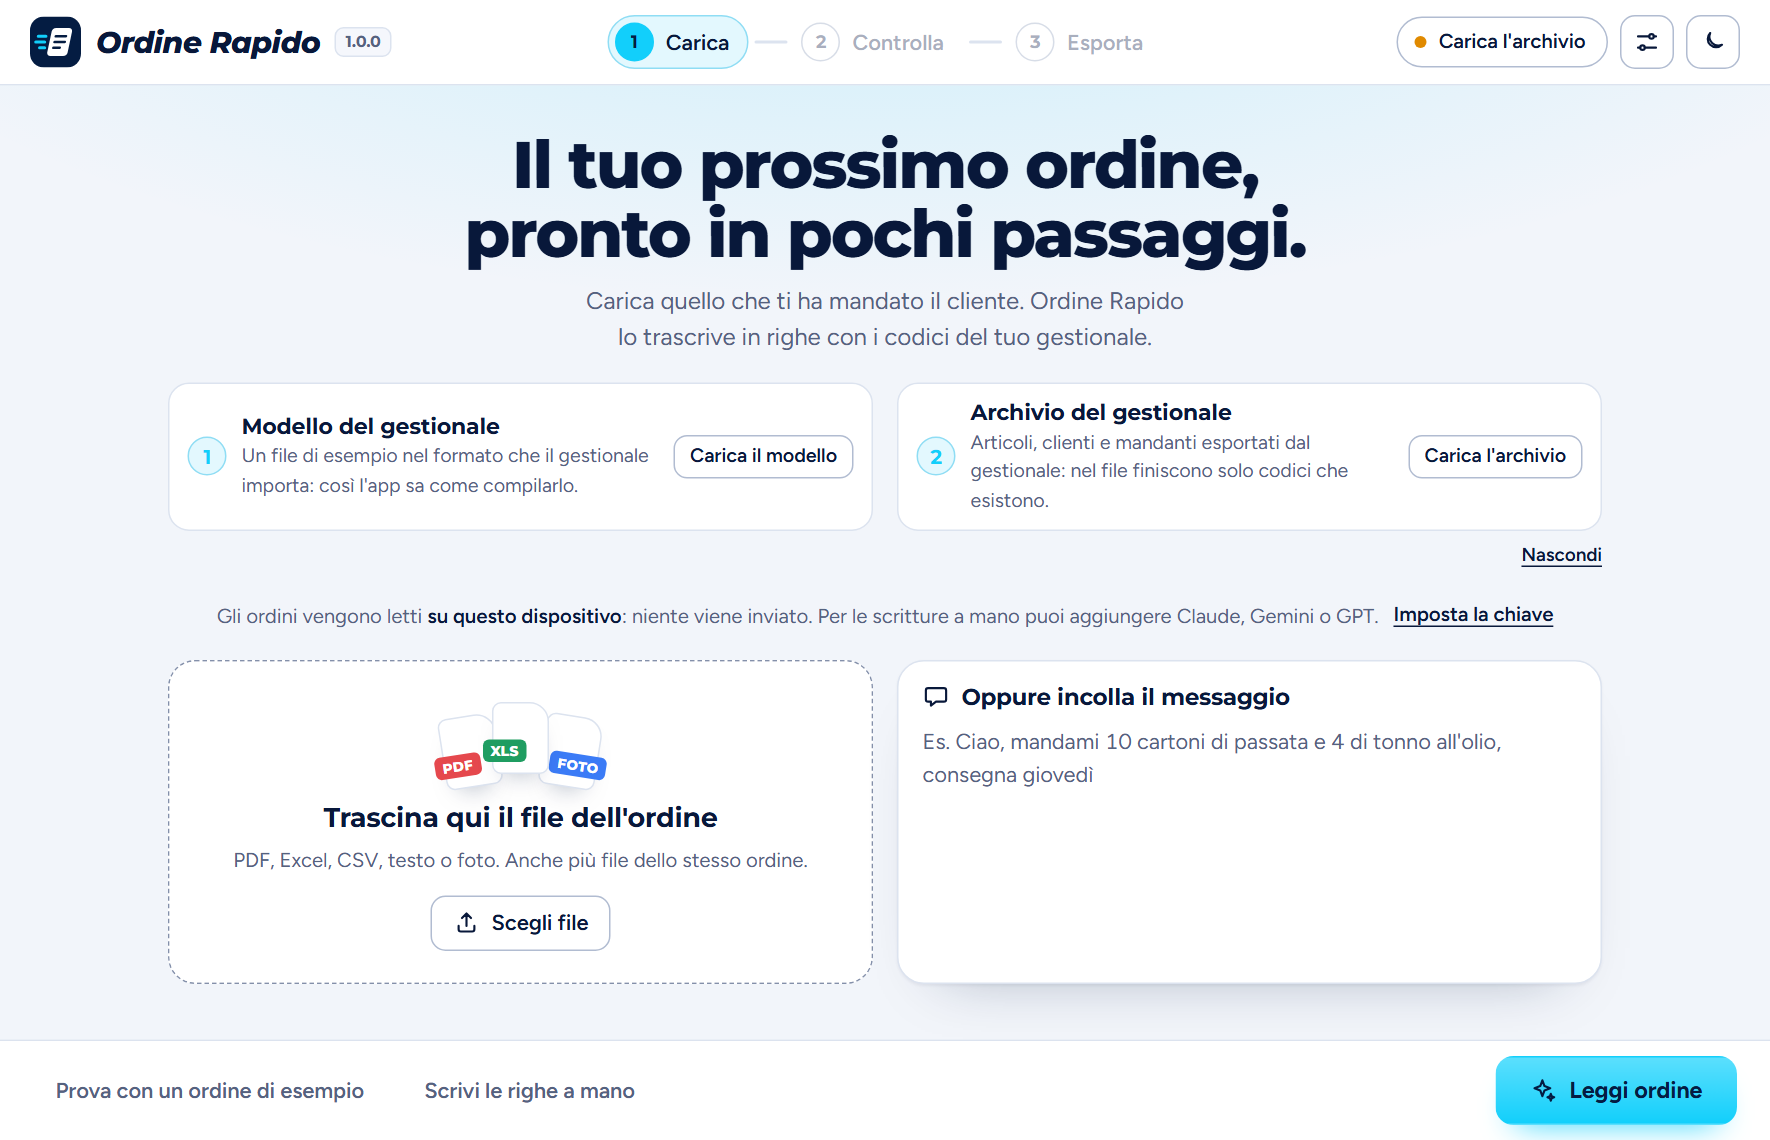 Ordine Rapido 1.0.0
1 Carica
2 Controlla
3 Esporta
Carica l'archivio
Il tuo prossimo ordine,
pronto in pochi passaggi.
Carica quello che ti ha mandato il cliente. Ordine Rapido
lo trascrive in righe con i codici del tuo gestionale.
1
Modello del gestionale
Un file di esempio nel formato che il gestionale
importa: così l'app sa come compilarlo.
Carica il modello
2
Archivio del gestionale
Articoli, clienti e mandanti esportati dal
gestionale: nel file finiscono solo codici che
esistono.
Carica l'archivio
Nascondi
Gli ordini vengono letti su questo dispositivo: niente viene inviato. Per le scritture a mano puoi aggiungere Claude, Gemini o GPT. Imposta la chiave
PDF
XLS
FOTO
Trascina qui il file dell'ordine
PDF, Excel, CSV, testo o foto. Anche più file dello stesso ordine.
Scegli file
Oppure incolla il messaggio
Es. Ciao, mandami 10 cartoni di passata e 4 di tonno all'olio,
consegna giovedì
Prova con un ordine di esempio
Scrivi le righe a mano
Leggi ordine